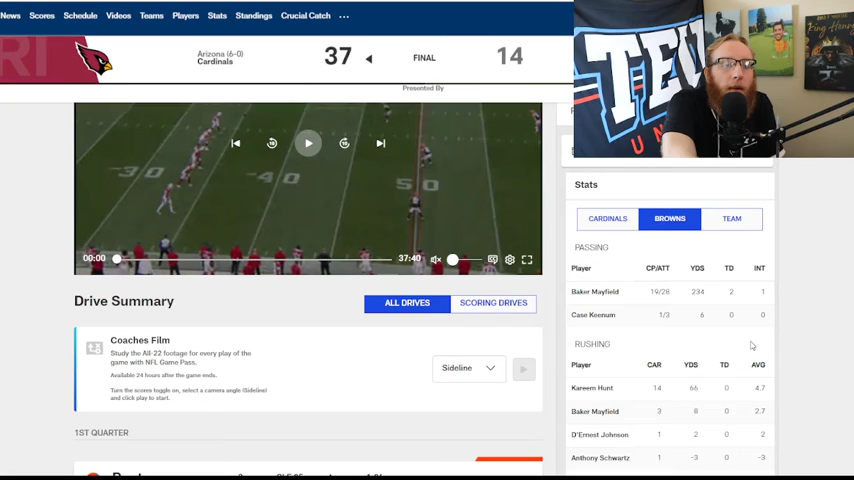 News Scores Schedule Videos Teams Players Stats Standings Crucial Catch ...
Arizona (6-0)
Cardinals
37
FINAL
14
Presented By
-30
-40
50
00:00
37:40
Drive Summary
ALL DRIVES
SCORING DRIVES
Coaches Film
Study the All-22 footage for every play of the
game with NFL Game Pass.
Available 24 hours after the game ends.
Turn the scores toggle on, select a camera angle (Sideline)
and click play to start.
Sideline
1ST QUARTER
Stats
CARDINALS BROWNS TEAM
PASSING
Player CP/ATT YDS TD INT
Baker Mayfield 19/28 234 2 1
Case Keenum 1/3 6 0 0
RUSHING
Player CAR YDS TD AVG
Kareem Hunt 14 66 0 4.7
Baker Mayfield 3 8 0 2.7
D'Ernest Johnson 1 2 0 2
Anthony Schwartz 1 -3 0 -3